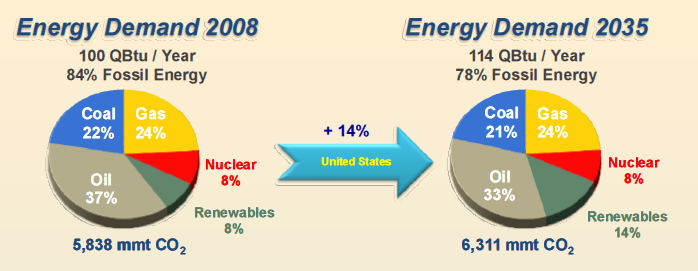 Energy Demand 2008
100 QBtu / Year
84% Fossil Energy
Coal
22%
Gas
24%
Nuclear
8%
Oil
37%
Renewables
8%
5,838 mmt CO₂
+ 14%
United States
Energy Demand 2035
114 QBtu / Year
78% Fossil Energy
Coal
21%
Gas
24%
Nuclear
8%
Oil
33%
Renewables
14%
6,311 mmt CO₂